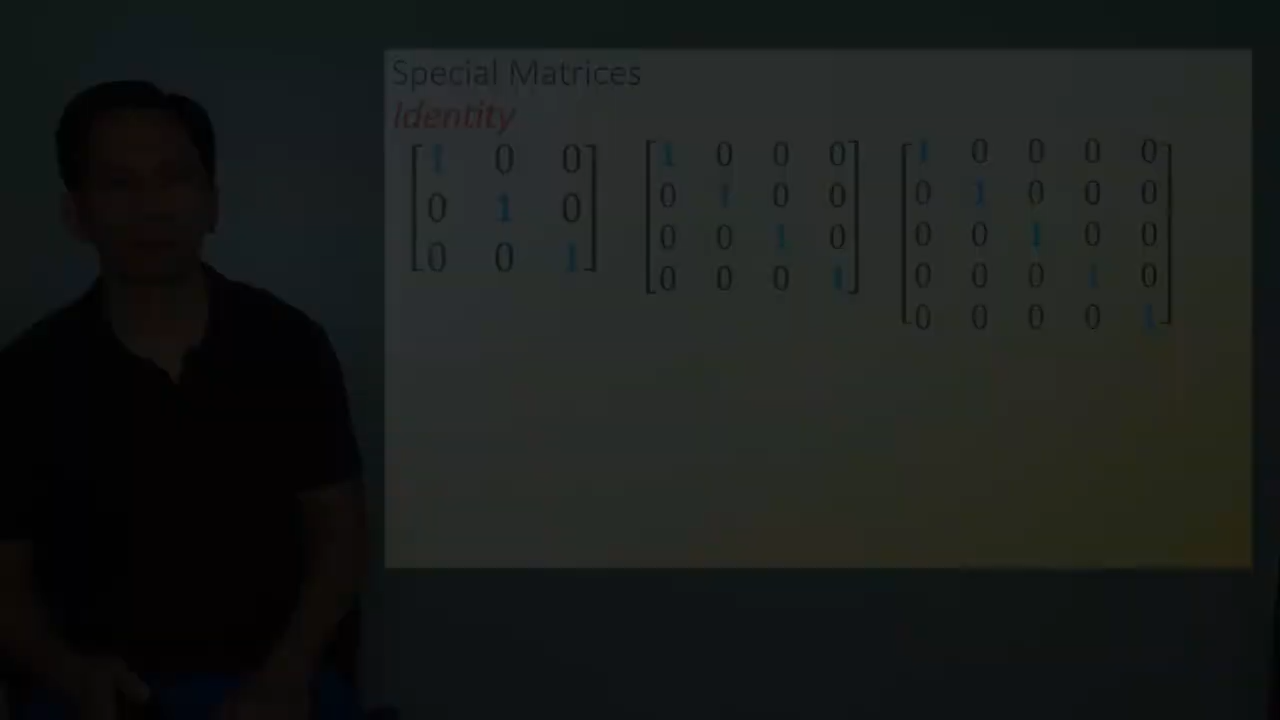 Special Matrices
Identity
1 0 0
0 1 0
0 0 1
1 0 0 0
0 1 0 0
0 0 1 0
0 0 0 1
1 0 0 0 0
0 1 0 0 0
0 0 1 0 0
0 0 0 1 0
0 0 0 0 1